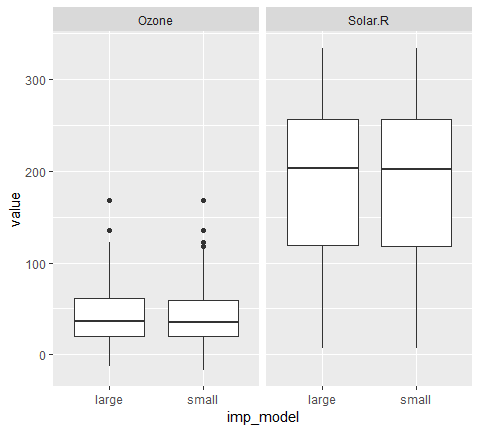 Ozone
Solar.R
value
300
200
100
0
large
small
large
small
imp_model